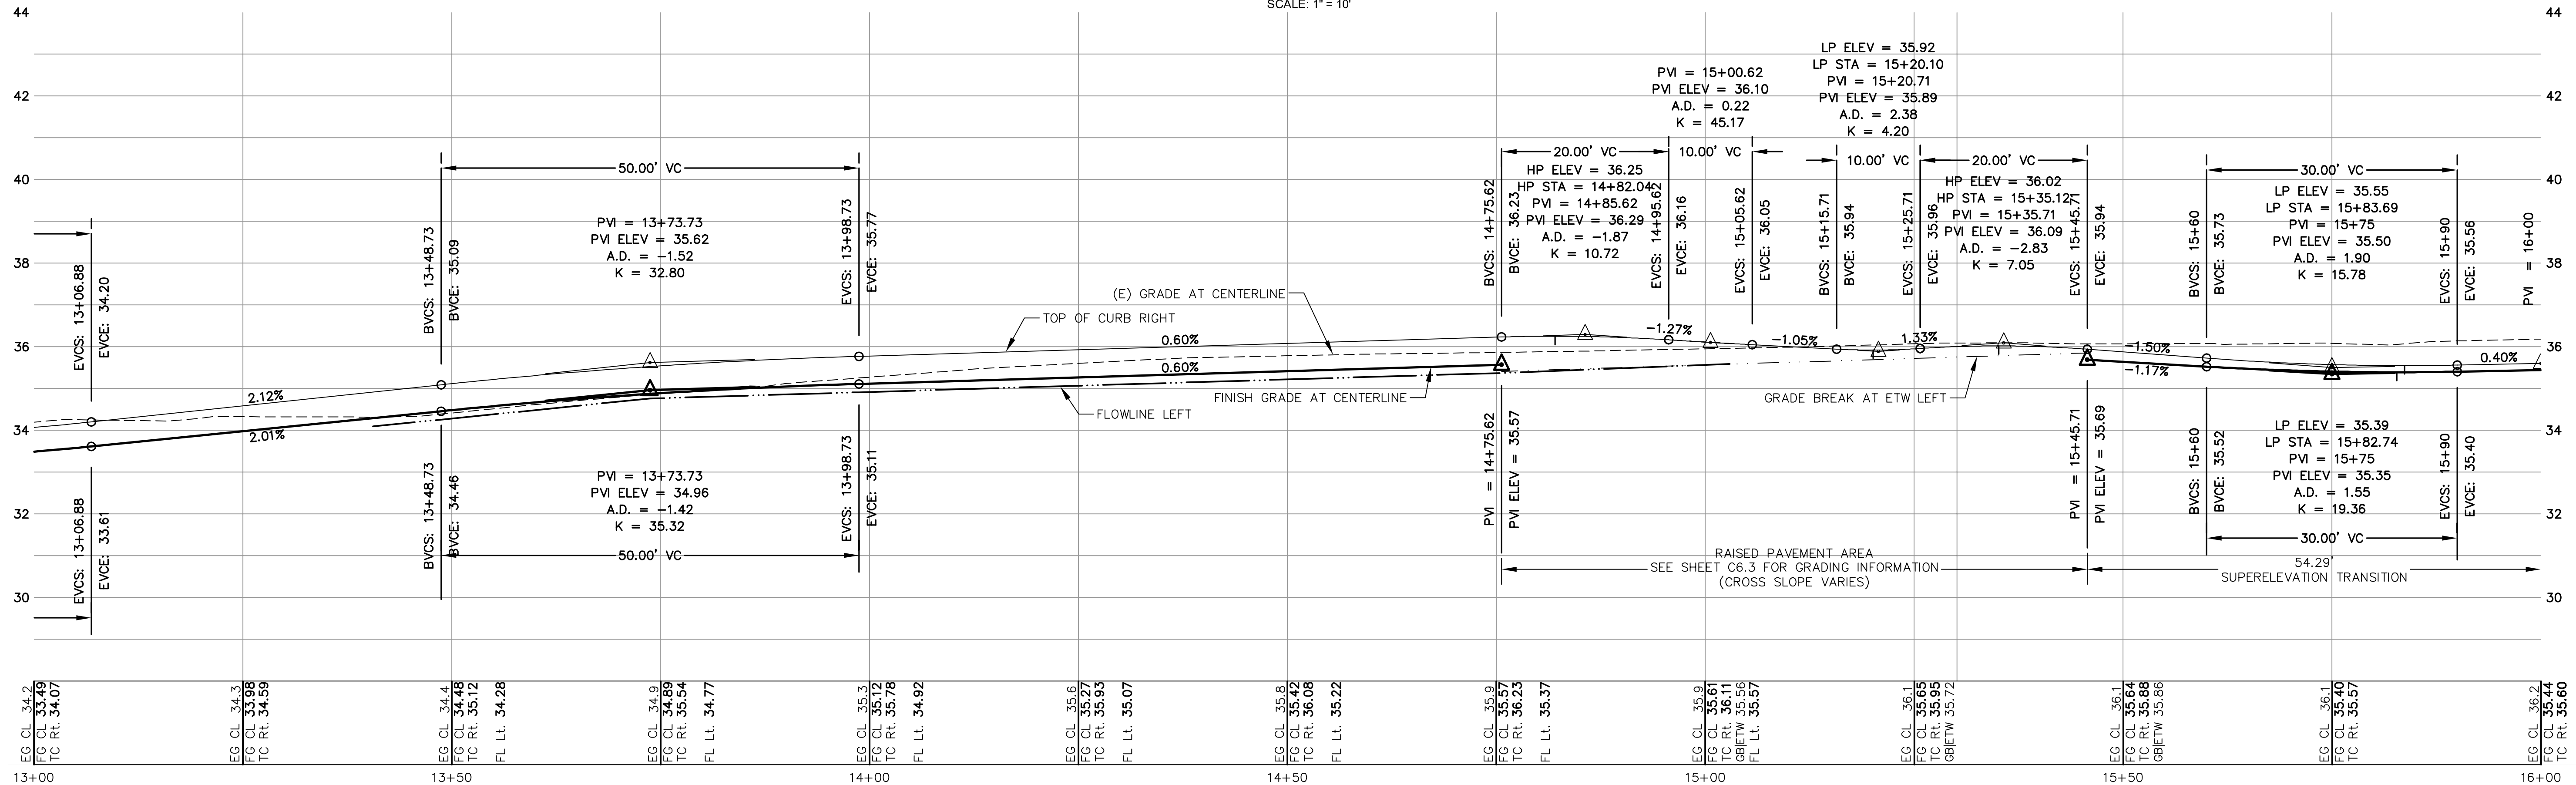 SCALE: 1" = 10'
44
44
42
42
40
40
38
38
36
36
34
34
32
32
30
30
EVCS: 13+06.88
EVCE: 34.20
2.12%
BVCS: 13+48.73
BVCE: 35.09
50.00' VC
PVI = 13+73.73
PVI ELEV = 35.62
A.D. = −1.52
K = 32.80
EVCS: 13+98.73
EVCE: 35.77
TOP OF CURB RIGHT
(E) GRADE AT CENTERLINE
0.60%
BVCS: 14+75.62
BVCE: 36.23
20.00' VC
HP ELEV = 36.25
HP STA = 14+82.04
PVI = 14+85.62
PVI ELEV = 36.29
A.D. = −1.87
K = 10.72
EVCS: 14+95.62
EVCE: 36.16
−1.27%
PVI = 15+00.62
PVI ELEV = 36.10
A.D. = 0.22
K = 45.17
10.00' VC
EVCS: 15+05.62
EVCE: 36.05
−1.05%
LP ELEV = 35.92
LP STA = 15+20.10
PVI = 15+20.71
PVI ELEV = 35.89
A.D. = 2.38
K = 4.20
10.00' VC
BVCS: 15+15.71
BVCE: 35.94
EVCS: 15+25.71
EVCE: 35.96
1.33%
20.00' VC
HP ELEV = 36.02
HP STA = 15+35.12
PVI = 15+35.71
PVI ELEV = 36.09
A.D. = −2.83
K = 7.05
EVCS: 15+45.71
EVCE: 35.94
−1.50%
BVCS: 15+60
BVCE: 35.73
30.00' VC
LP ELEV = 35.55
LP STA = 15+83.69
PVI = 15+75
PVI ELEV = 35.50
A.D. = 1.90
K = 15.78
EVCS: 15+90
EVCE: 35.56
0.40%
PVI = 16+00
EVCS: 13+06.88
EVCE: 33.61
2.01%
BVCS: 13+48.73
BVCE: 34.46
PVI = 13+73.73
PVI ELEV = 34.96
A.D. = −1.42
K = 35.32
50.00' VC
EVCS: 13+98.73
EVCE: 35.11
FLOWLINE LEFT
0.60%
FINISH GRADE AT CENTERLINE
PVI = 14+75.62
PVI ELEV = 35.57
GRADE BREAK AT ETW LEFT
RAISED PAVEMENT AREA
SEE SHEET C6.3 FOR GRADING INFORMATION
(CROSS SLOPE VARIES)
PVI = 15+45.71
PVI ELEV = 35.69
−1.17%
BVCS: 15+60
BVCE: 35.52
LP ELEV = 35.39
LP STA = 15+82.74
PVI = 15+75
PVI ELEV = 35.35
A.D. = 1.55
K = 19.36
30.00' VC
EVCS: 15+90
EVCE: 35.40
54.29'
SUPERELEVATION TRANSITION
EG CL 34.2
FG CL 33.49
TC Rt. 34.07
EG CL 34.3
FG CL 33.98
TC Rt. 34.59
EG CL 34.4
FG CL 34.48
TC Rt. 35.12
FL Lt. 34.28
EG CL 34.9
FG CL 34.89
TC Rt. 35.54
FL Lt. 34.77
EG CL 35.3
FG CL 35.12
TC Rt. 35.78
FL Lt. 34.92
EG CL 35.6
FG CL 35.27
TC Rt. 35.93
FL Lt. 35.07
EG CL 35.8
FG CL 35.42
TC Rt. 36.08
FL Lt. 35.22
EG CL 35.9
FG CL 35.57
TC Rt. 36.23
FL Lt. 35.37
EG CL 35.9
FG CL 35.61
TC Rt. 36.11
GB|ETW 35.56
FL Lt. 35.57
EG CL 36.1
FG CL 35.65
TC Rt. 35.95
GB|ETW 35.72
EG CL 36.1
FG CL 35.64
TC Rt. 35.88
GB|ETW 35.86
EG CL 36.1
FG CL 35.40
TC Rt. 35.57
EG CL 36.2
FG CL 35.44
TC Rt. 35.60
13+00
13+50
14+00
14+50
15+00
15+50
16+00